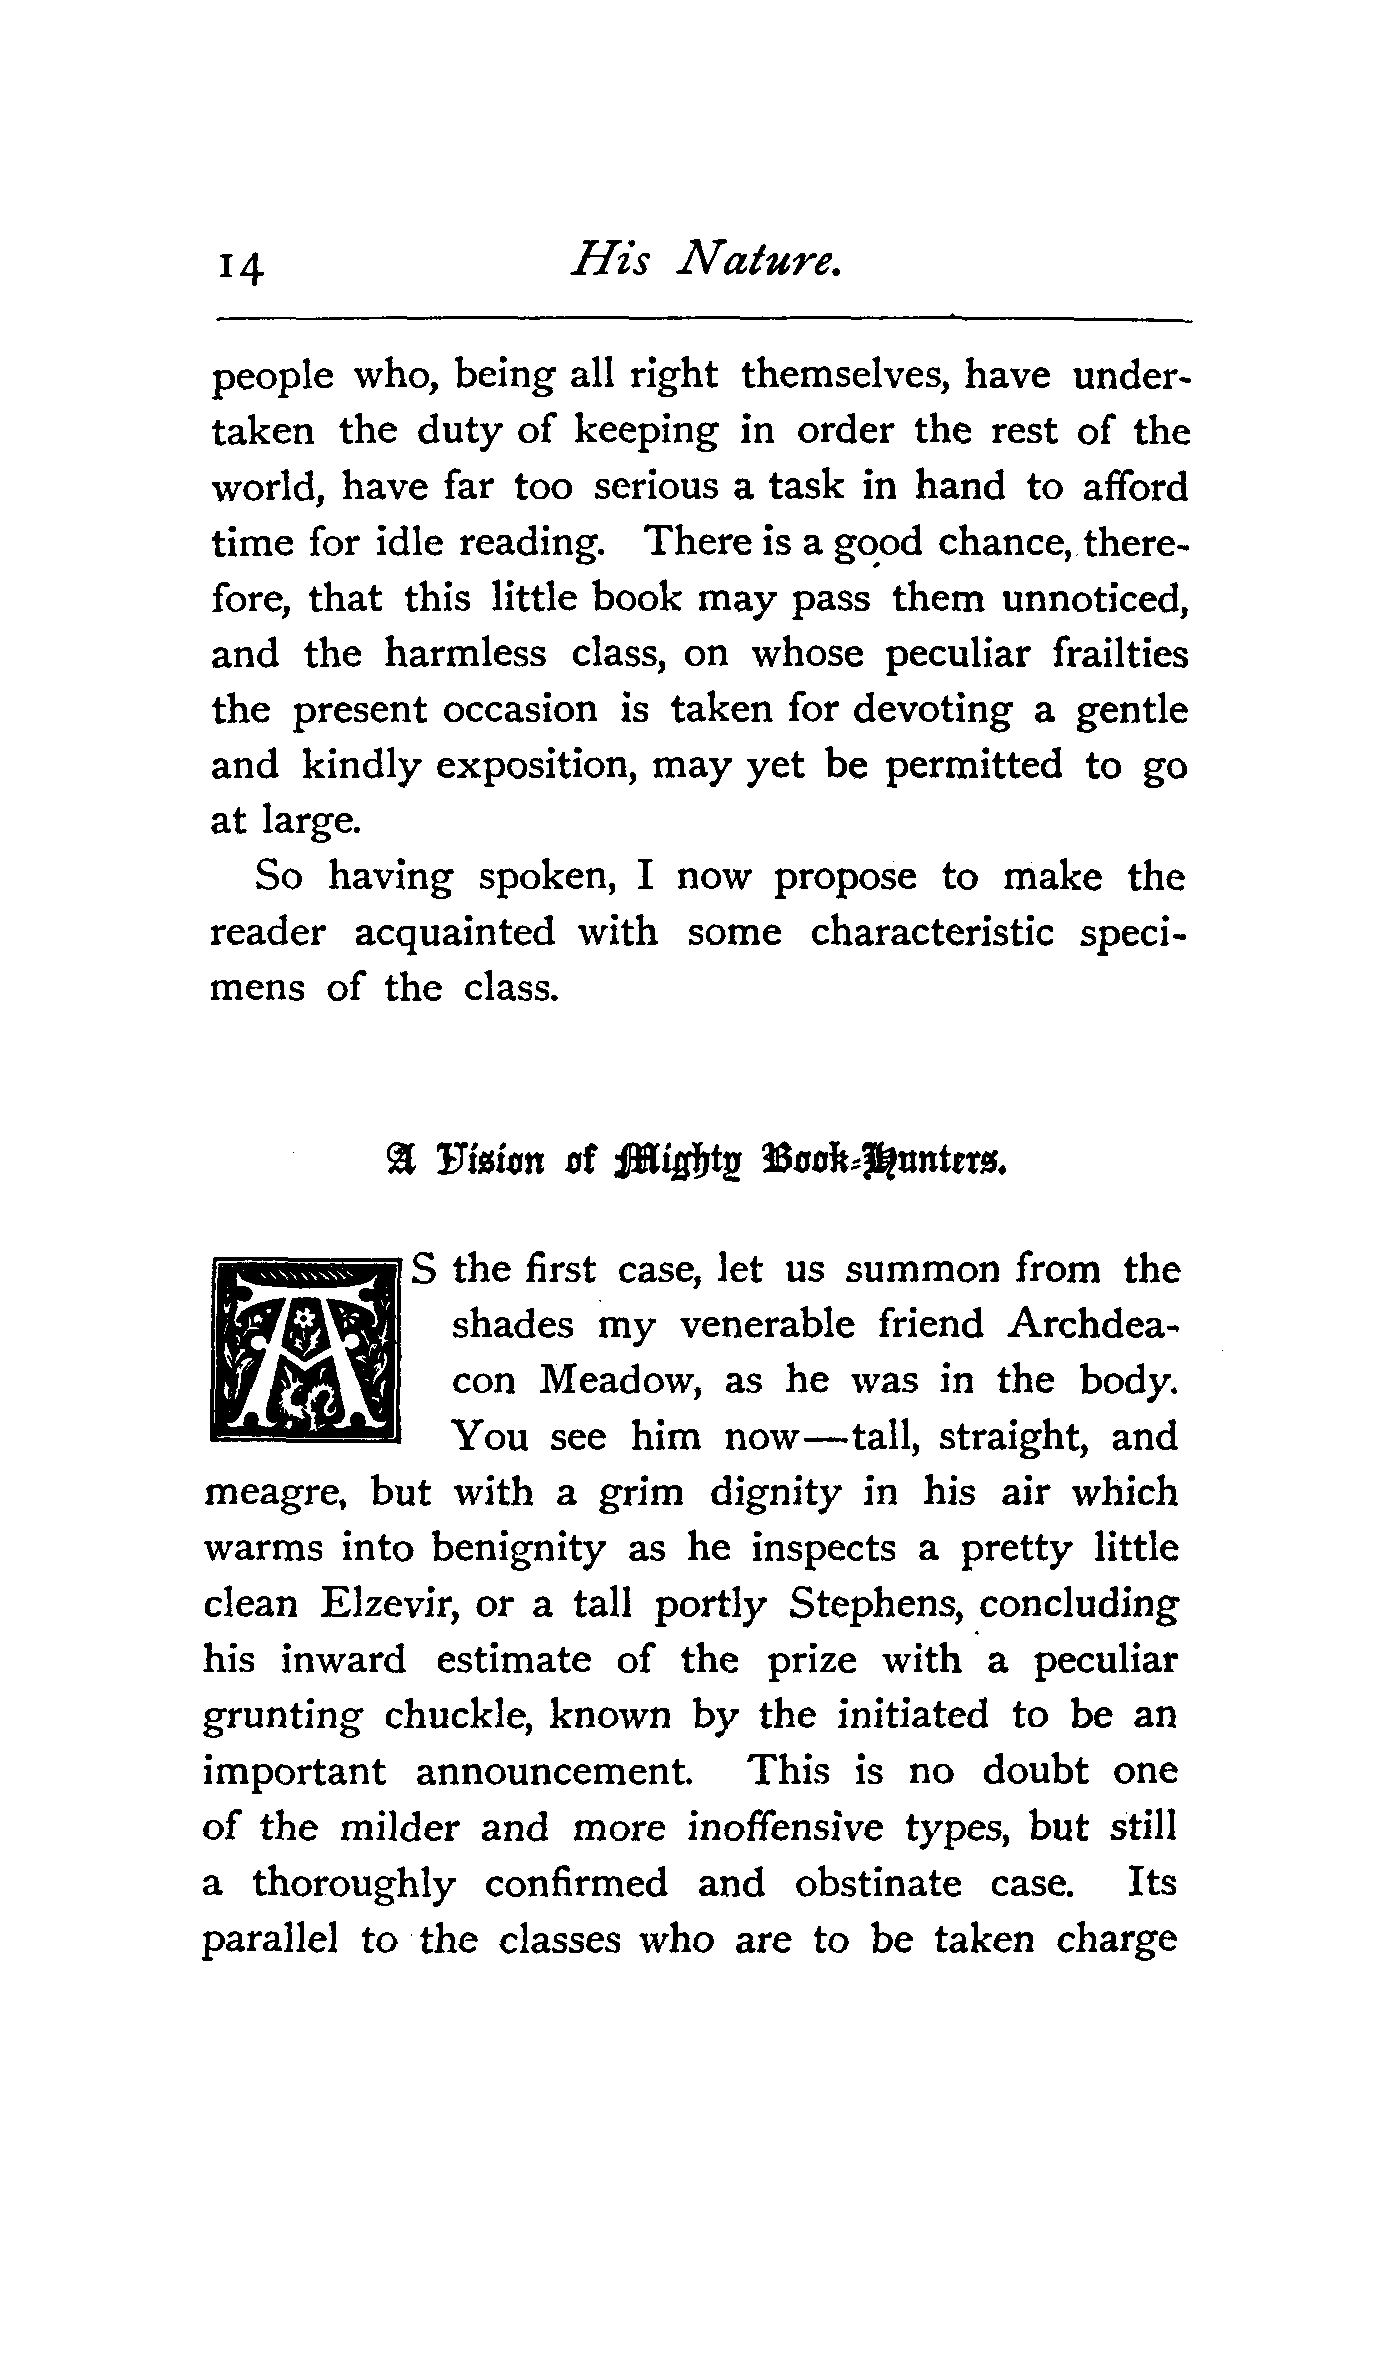 14 His Nature.
people who, being all right themselves, have under-
taken the duty of keeping in order the rest of the
world, have far too serious a task in hand to afford
time for idle reading. There is a good chance, there-
fore, that this little book may pass them unnoticed,
and the harmless class, on whose peculiar frailties
the present occasion is taken for devoting a gentle
and kindly exposition, may yet be permitted to go
at large.
So having spoken, I now propose to make the
reader acquainted with some characteristic speci-
mens of the class.
A Vision of Mighty Book-Hunters.
AS the first case, let us summon from the
shades my venerable friend Archdea-
con Meadow, as he was in the body.
You see him now—tall, straight, and
meagre, but with a grim dignity in his air which
warms into benignity as he inspects a pretty little
clean Elzevir, or a tall portly Stephens, concluding
his inward estimate of the prize with a peculiar
grunting chuckle, known by the initiated to be an
important announcement. This is no doubt one
of the milder and more inoffensive types, but still
a thoroughly confirmed and obstinate case. Its
parallel to the classes who are to be taken charge